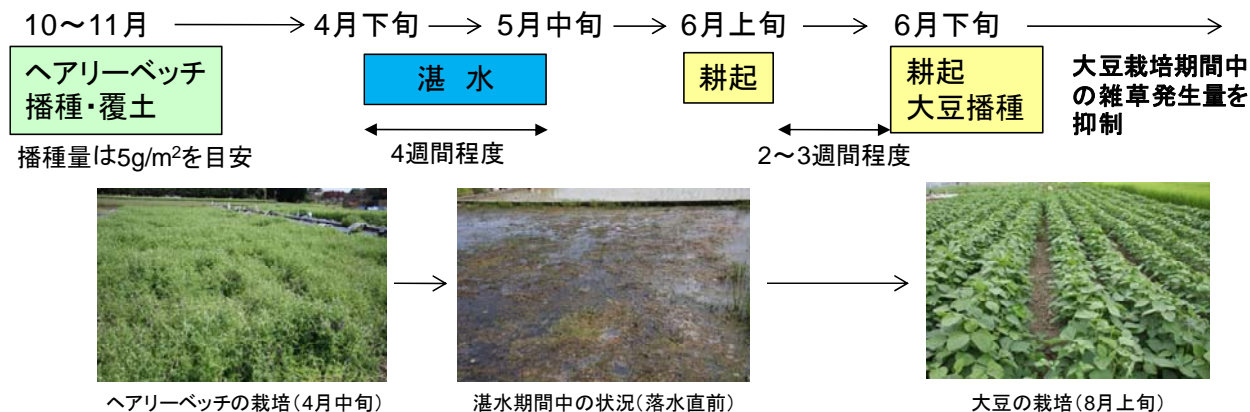 10～11月 → 4月下旬 → 5月中旬 → 6月上旬 → 6月下旬 →
ヘアリーベッチ
播種・覆土
湛 水
耕起
耕起
大豆播種
大豆栽培期間中
の雑草発生量を
抑制
播種量は5g/m²を目安
4週間程度
2～3週間程度
ヘアリーベッチの栽培（4月中旬）
湛水期間中の状況（落水直前）
大豆の栽培（8月上旬）